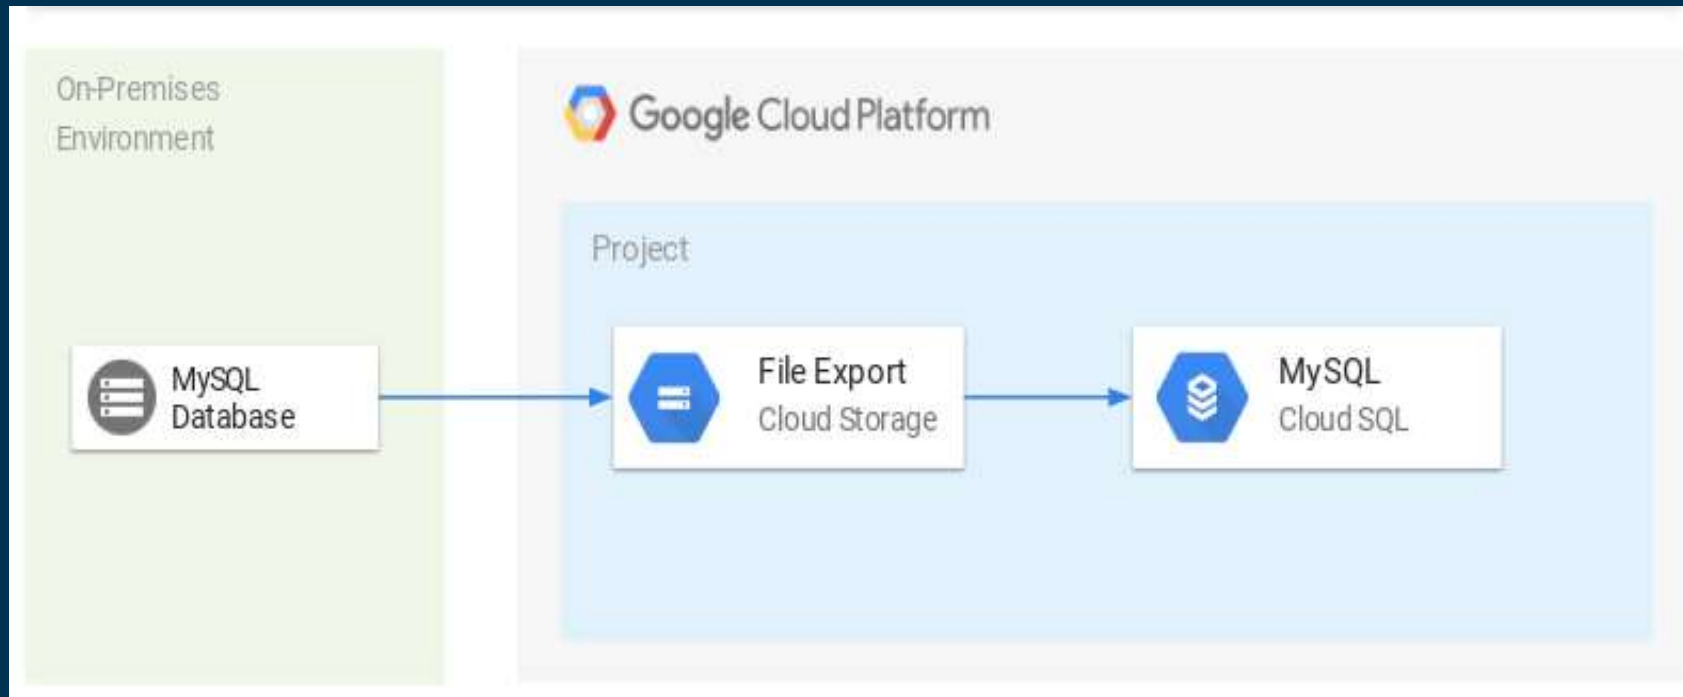 On-Premises
Environment
Google Cloud Platform
Project
MySQL
Database
File Export
Cloud Storage
MySQL
Cloud SQL